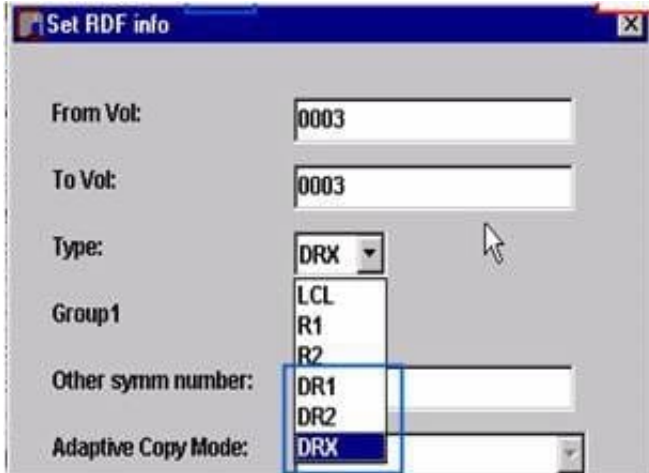 Set RDF info
From Vol: 0003
To Vol: 0003
Type: DRX
LCL
Group1
R1
R2
Other symm number:
DR1
DR2
Adaptive Copy Mode: DRX